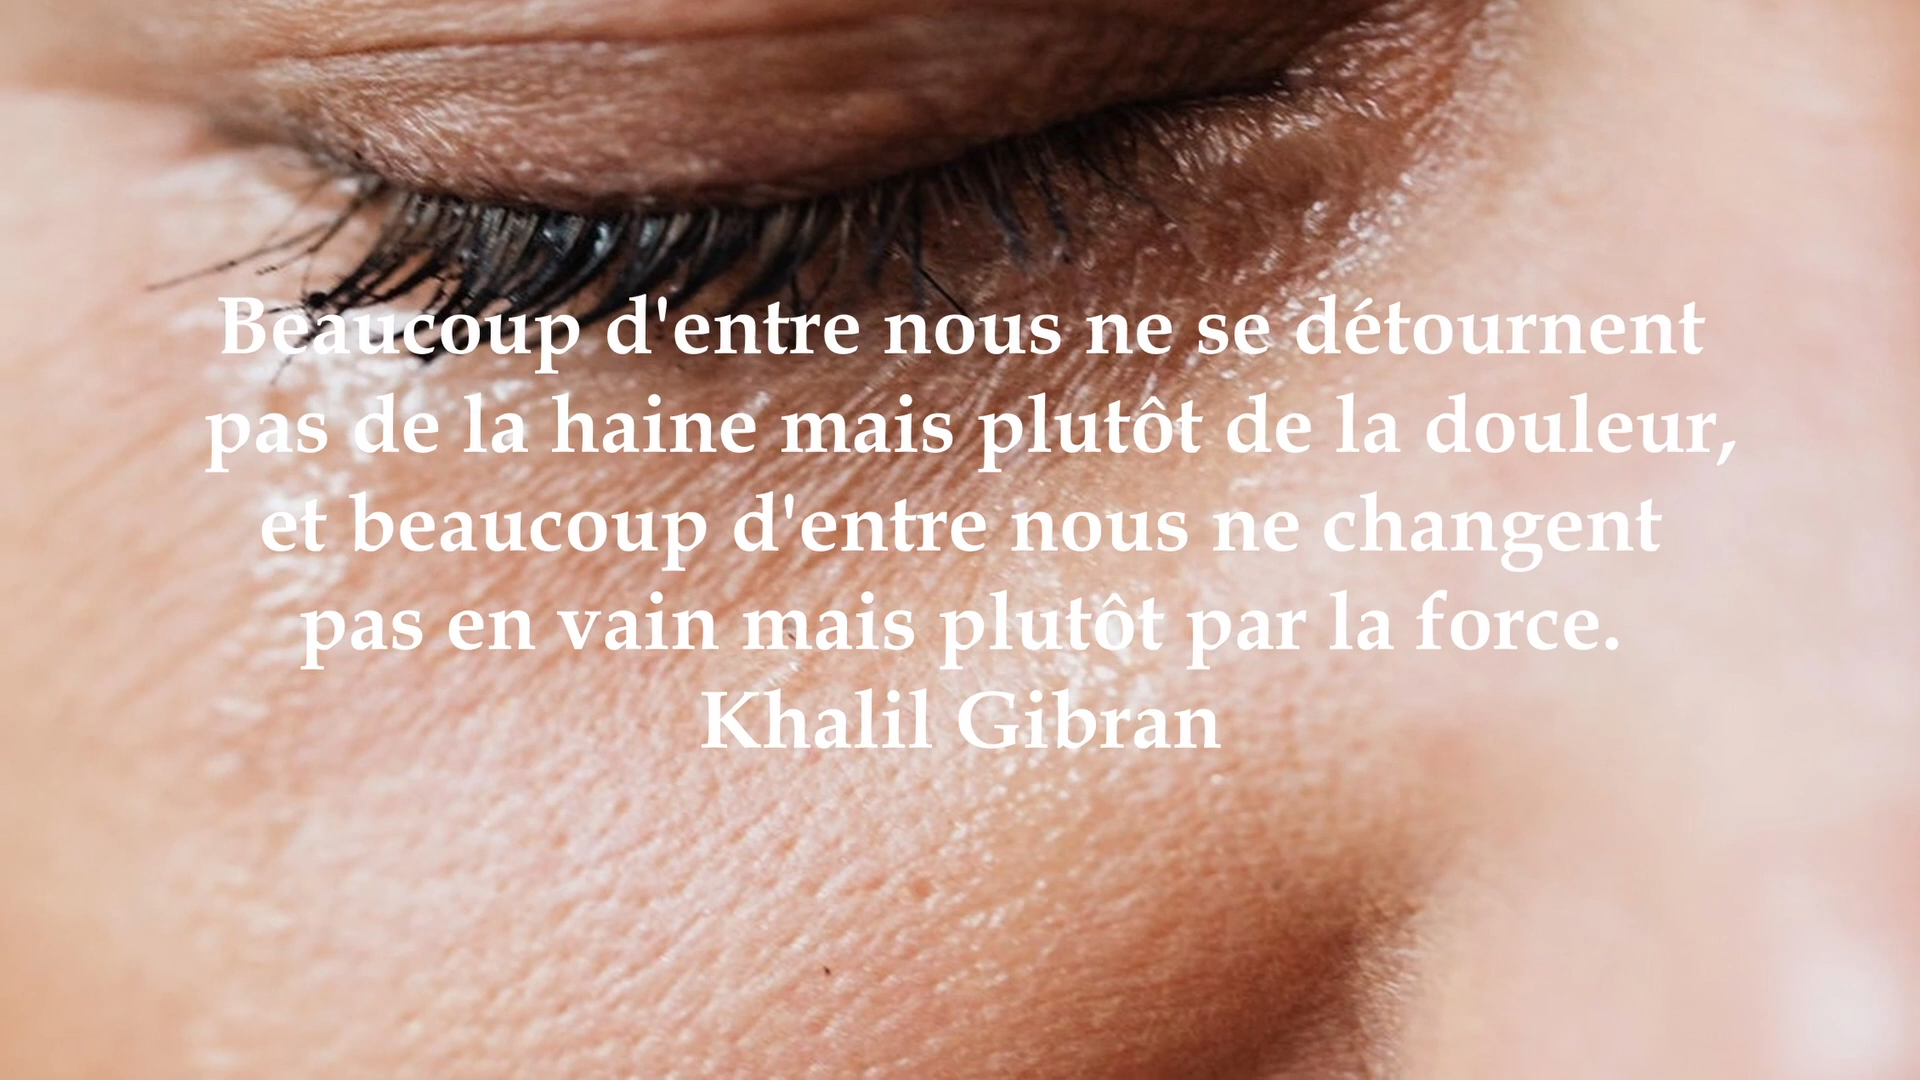 Beaucoup d'entre nous ne se détournent
pas de la haine mais plutôt de la douleur,
et beaucoup d'entre nous ne changent
pas en vain mais plutôt par la force.
Khalil Gibran